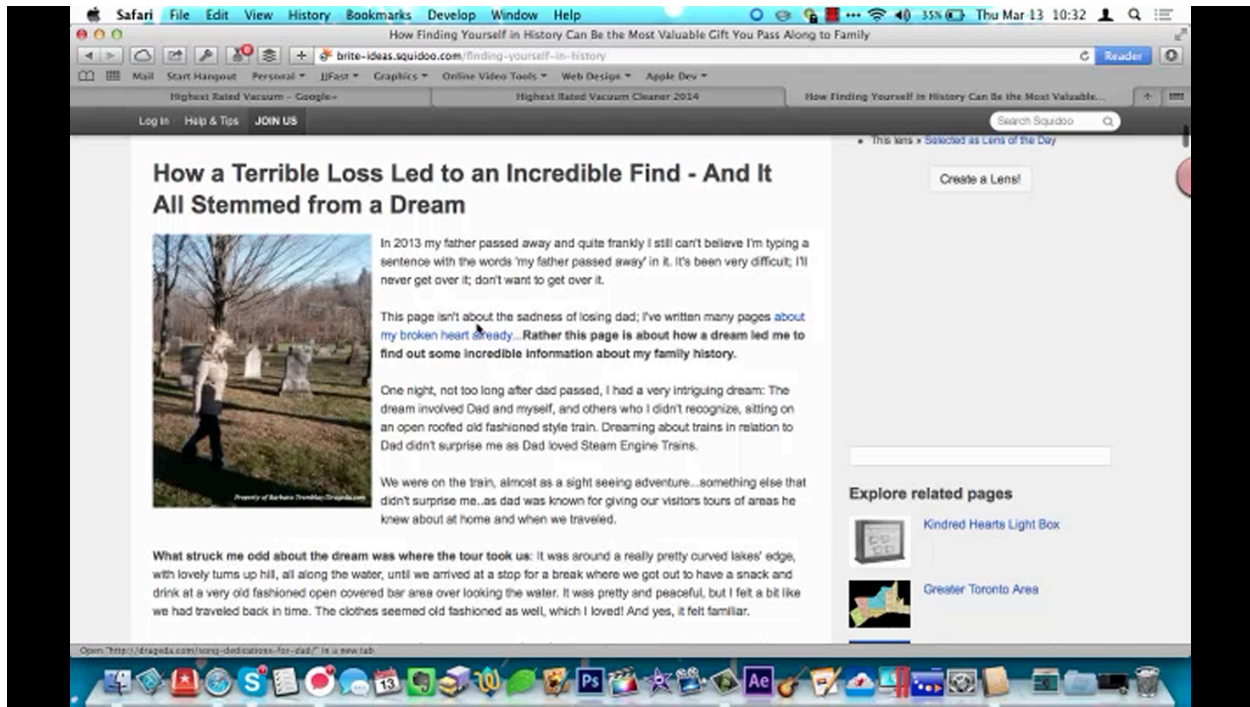 Safari File Edit View History Bookmarks Develop Window Help 35% Thu Mar 13 10:32
How Finding Yourself in History Can Be the Most Valuable Gift You Pass Along to Family
brite-ideas.squidoo.com/finding-yourself-in-history Reader
Mail Start Hangout Personal JJFast Graphics Online Video Tools Web Design Apple Dev
Highest Rated Vacuum - Google+ Highest Rated Vacuum Cleaner 2014 How Finding Yourself in History Can Be the Most Valuable...
Log In Help & Tips JOIN US Search Squidoo
This lens » Selected as Lens of the Day
Create a Lens!
How a Terrible Loss Led to an Incredible Find - And It
All Stemmed from a Dream
In 2013 my father passed away and quite frankly I still can't believe I'm typing a
sentence with the words 'my father passed away' in it. It's been very difficult; I'll
never get over it; don't want to get over it.
This page isn't about the sadness of losing dad; I've written many pages about
my broken heart already...Rather this page is about how a dream led me to
find out some incredible information about my family history.
One night, not too long after dad passed, I had a very intriguing dream: The
dream involved Dad and myself, and others who I didn't recognize, sitting on
an open roofed old fashioned style train. Dreaming about trains in relation to
Dad didn't surprise me as Dad loved Steam Engine Trains.
We were on the train, almost as a sight seeing adventure...something else that
didn't surprise me..as dad was known for giving our visitors tours of areas he
knew about at home and when we traveled.
Property of Barbara Tremblay/Drageda.com
What struck me odd about the dream was where the tour took us: It was around a really pretty curved lakes' edge,
with lovely turns up hill, all along the water, until we arrived at a stop for a break where we got out to have a snack and
drink at a very old fashioned open covered bar area over looking the water. It was pretty and peaceful, but I felt a bit like
we had traveled back in time. The clothes seemed old fashioned as well, which I loved! And yes, it felt familiar.
Explore related pages
Kindred Hearts Light Box
Greater Toronto Area
Open "http://drageda.com/song-dedications-for-dad/" in a new tab
13
Ps
Ae